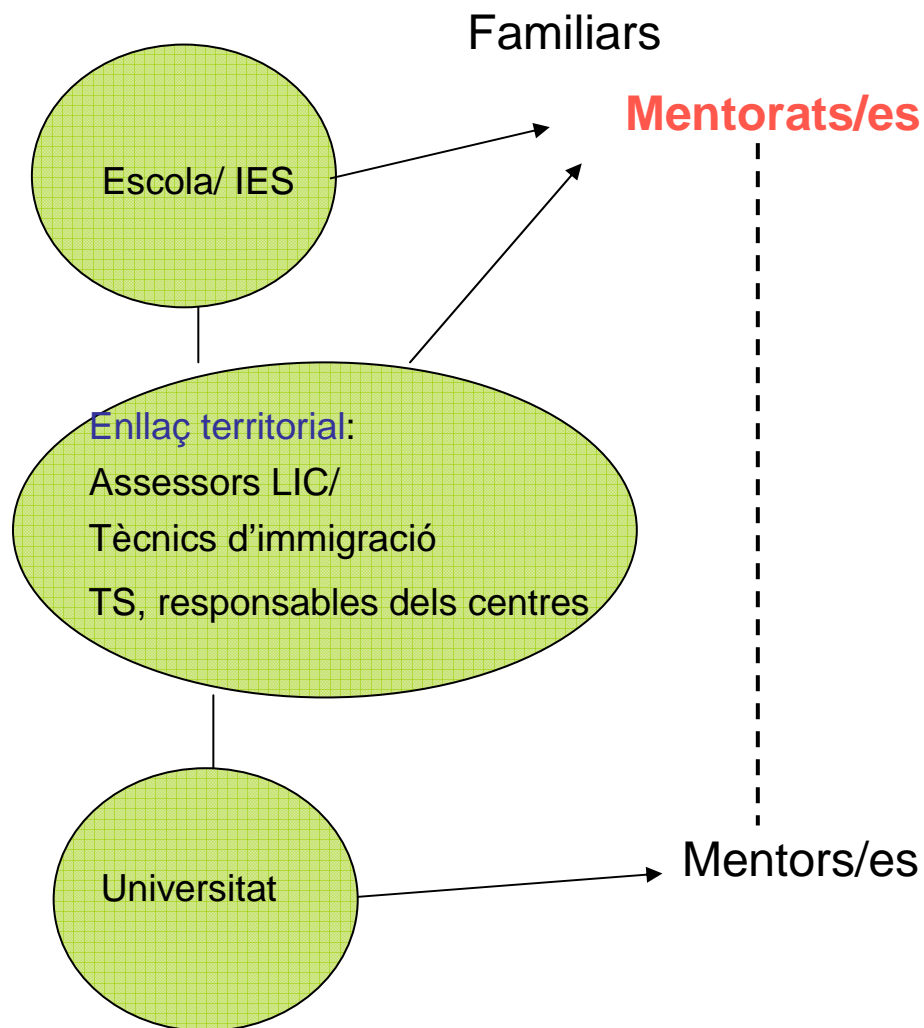 Familiars
Mentorats/es
Escola/ IES
Enllaç territorial:
Assessors LIC/
Tècnics d’immigració
TS, responsables dels centres
Mentors/es
Universitat